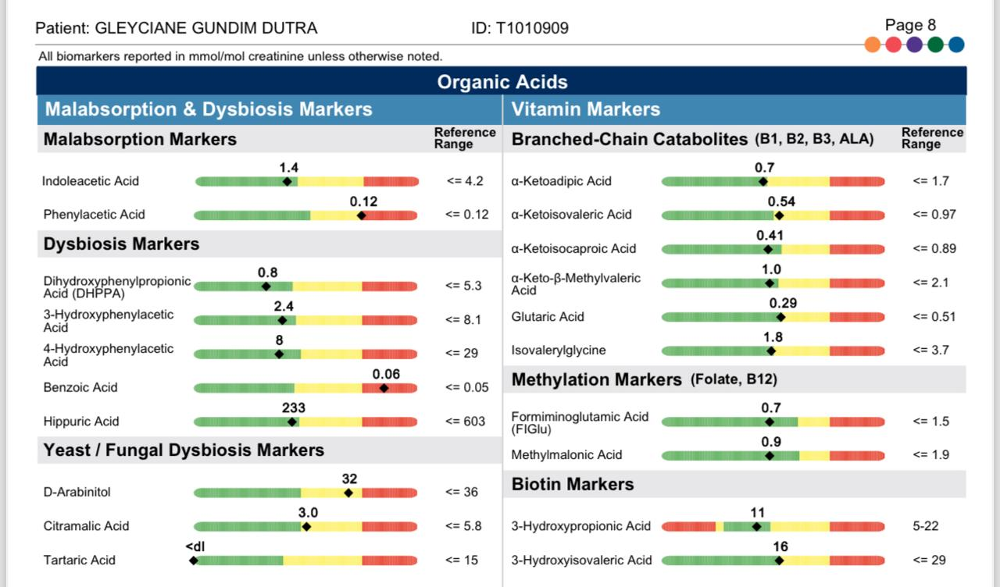 Patient: GLEYCIANE GUNDIM DUTRA ID: T1010909 Page 8
All biomarkers reported in mmol/mol creatinine unless otherwise noted.
Organic Acids
Malabsorption & Dysbiosis Markers
Malabsorption Markers Reference Range
1.4
Indoleacetic Acid <= 4.2
0.12
Phenylacetic Acid <= 0.12
Dysbiosis Markers
0.8
Dihydroxyphenylpropionic
Acid (DHPPA) <= 5.3
2.4
3-Hydroxyphenylacetic
Acid <= 8.1
8
4-Hydroxyphenylacetic
Acid <= 29
0.06
Benzoic Acid <= 0.05
233
Hippuric Acid <= 603
Yeast / Fungal Dysbiosis Markers
32
D-Arabinitol <= 36
3.0
Citramalic Acid <= 5.8
<dl
Tartaric Acid <= 15
Vitamin Markers
Branched-Chain Catabolites (B1, B2, B3, ALA) Reference Range
0.7
α-Ketoadipic Acid <= 1.7
0.54
α-Ketoisovaleric Acid <= 0.97
0.41
α-Ketoisocaproic Acid <= 0.89
1.0
α-Keto-β-Methylvaleric
Acid <= 2.1
0.29
Glutaric Acid <= 0.51
1.8
Isovalerylglycine <= 3.7
Methylation Markers (Folate, B12)
0.7
Formiminoglutamic Acid
(FIGlu) <= 1.5
0.9
Methylmalonic Acid <= 1.9
Biotin Markers
11
3-Hydroxypropionic Acid 5-22
16
3-Hydroxyisovaleric Acid <= 29